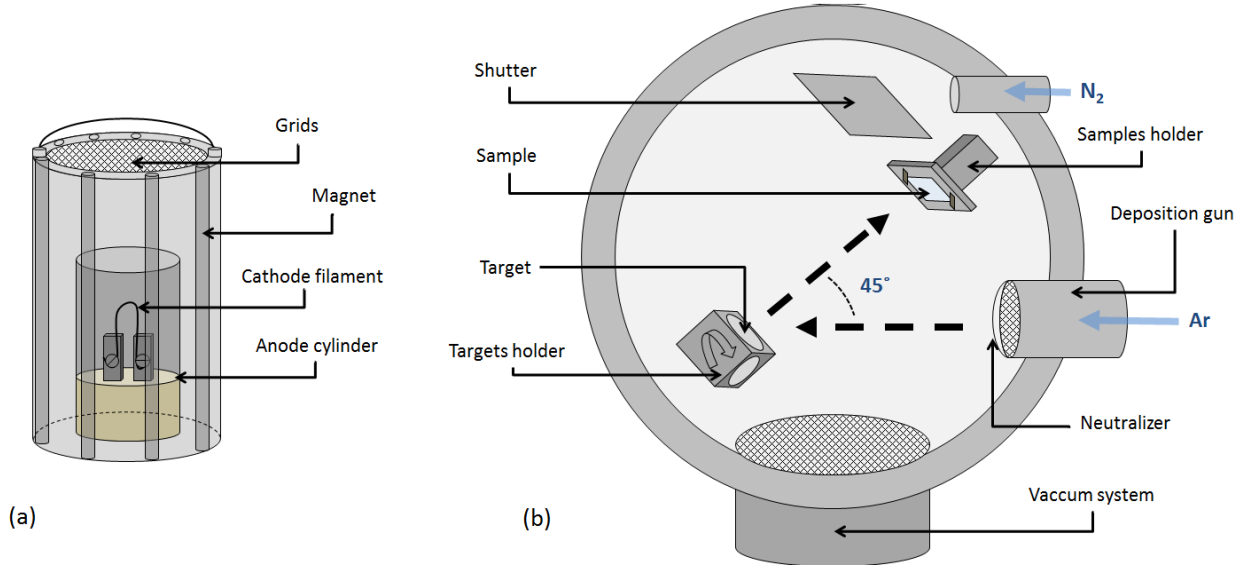 Grids
Magnet
Cathode filament
Anode cylinder
(a)
Shutter
Sample
Target
Targets holder
N₂
Samples holder
Deposition gun
45°
Ar
Neutralizer
Vaccum system
(b)